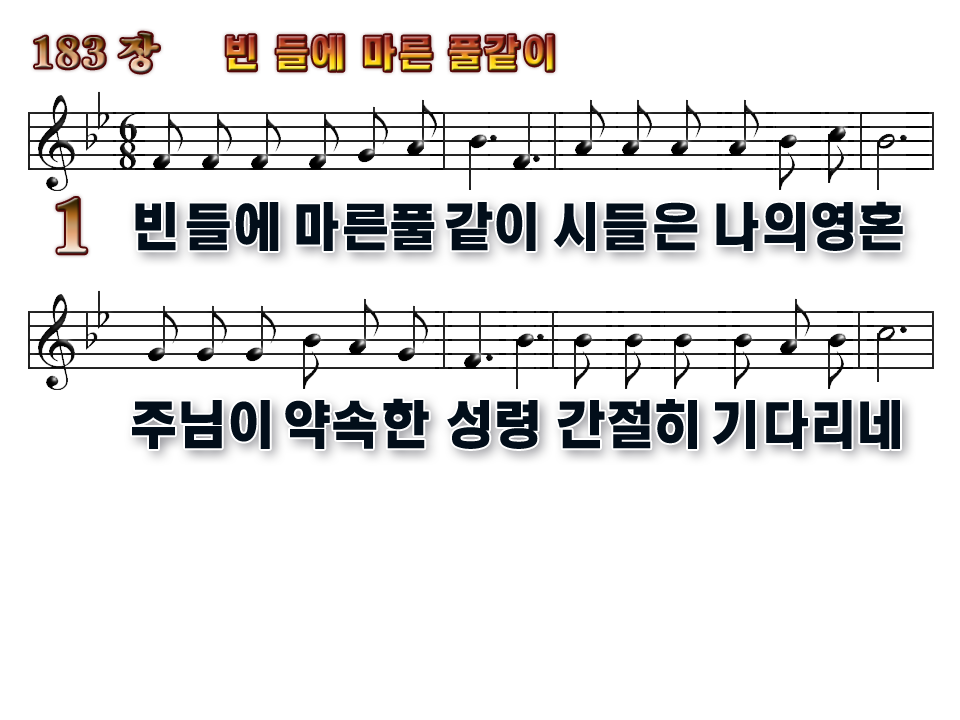 183 장 빈 들에 마른 풀같이
6
8
1 빈들에 마른풀 같이 시들은 나의영혼
주님이 약속한 성령 간절히 기다리네